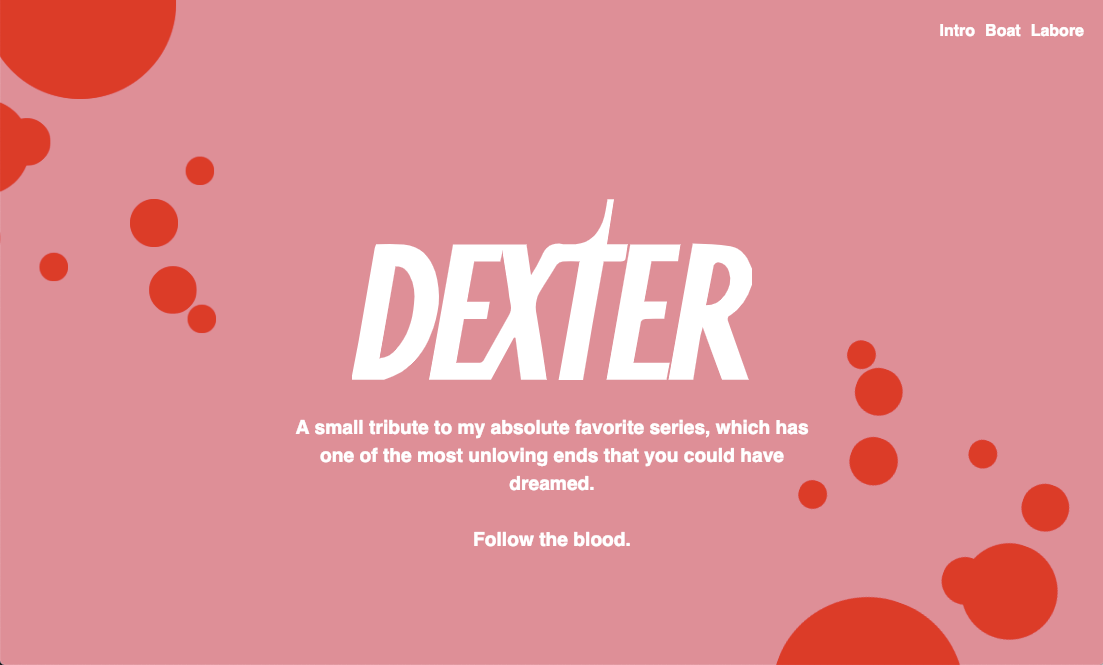 Intro Boat Labore
DEXTER
A small tribute to my absolute favorite series, which has
one of the most unloving ends that you could have
dreamed.
Follow the blood.